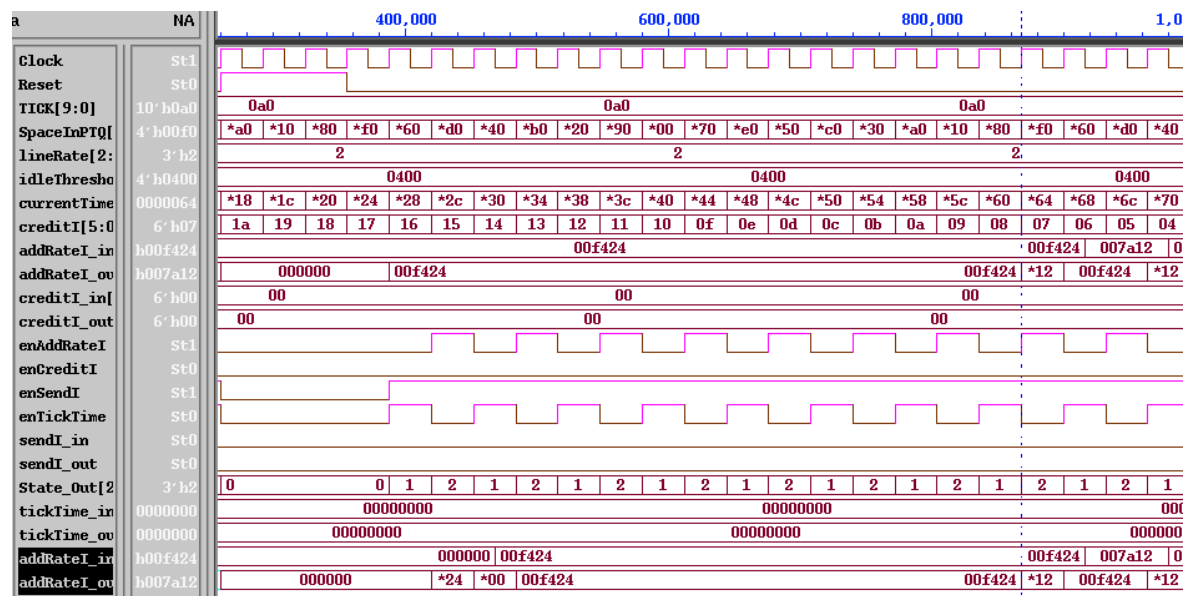 a NA 400,000 600,000 800,000 1,0
Clock St1
Reset St0
TICK[9:0] 10'h0a0 0a0 0a0 0a0
SpaceInPTQ[ 4'h00f0 *a0 *10 *80 *f0 *60 *d0 *40 *b0 *20 *90 *00 *70 *e0 *50 *c0 *30 *a0 *10 *80 *f0 *60 *d0 *40
lineRate[2: 3'h2 2 2 2
idleThresho 4'h0400 0400 0400 0400
currentTime 0000064 *18 *1c *20 *24 *28 *2c *30 *34 *38 *3c *40 *44 *48 *4c *50 *54 *58 *5c *60 *64 *68 *6c *70
creditI[5:0 6'h07 1a 19 18 17 16 15 14 13 12 11 10 0f 0e 0d 0c 0b 0a 09 08 07 06 05 04
addRateI_in h00f424 00f424 00f424 007a12 0
addRateI_ou h007a12 000000 00f424 00f424 *12 00f424 *12
creditI_in[ 6'h00 00 00 00
creditI_out 6'h00 00 00 00
enAddRateI St1
enCreditI St0
enSendI St1
enTickTime St0
sendI_in St0
sendI_out St0
State_Out[2 3'h2 0 0 1 2 1 2 1 2 1 2 1 2 1 2 1 2 1 2 1 2 1
tickTime_in 0000000 00000000 00000000 000
tickTime_ou 0000000 00000000 00000000 0000000
addRateI_in h00f424 000000 00f424 00f424 007a12 0
addRateI_ou h007a12 000000 *24 *00 00f424 00f424 *12 00f424 *12